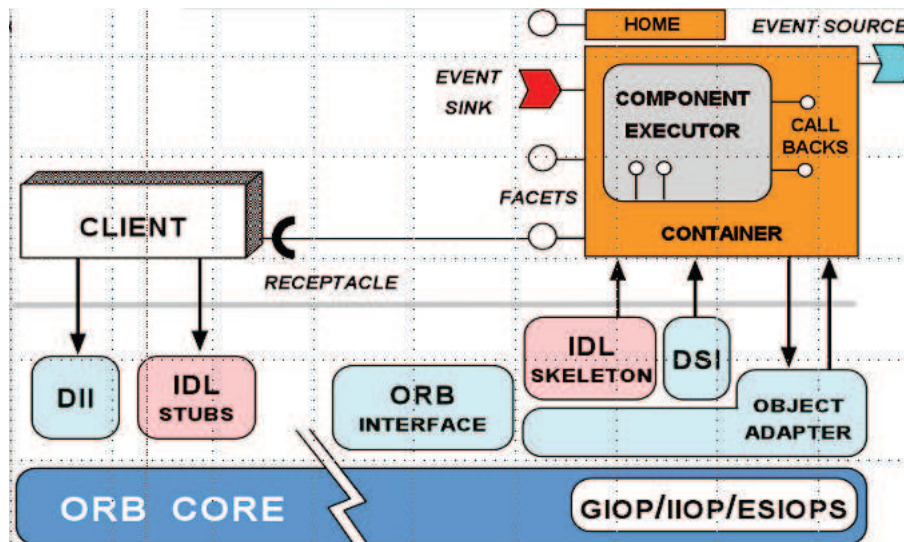 HOME
EVENT SOURCE
EVENT
SINK
COMPONENT
EXECUTOR
CALL
BACKS
FACETS
CLIENT
CONTAINER
RECEPTACLE
IDL
SKELETON
DSI
DII
IDL
STUBS
ORB
INTERFACE
OBJECT
ADAPTER
ORB CORE
GIOP/IIOP/ESIOPS